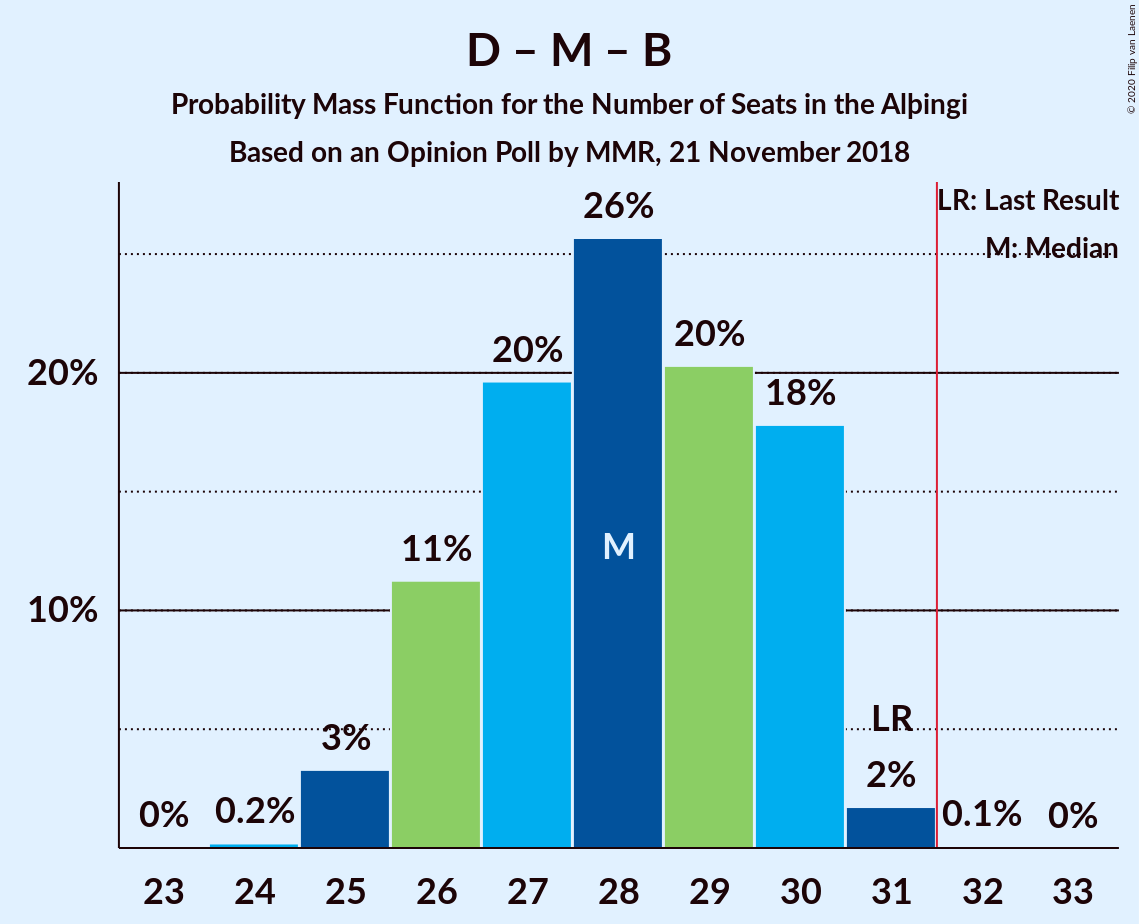 D – M – B
Probability Mass Function for the Number of Seats in the Alþingi
Based on an Opinion Poll by MMR, 21 November 2018
© 2020 Filip van Laenen
LR: Last Result
M: Median
26%
20%
20%
20%
18%
11%
M
10%
LR
3%
2%
0%
0.2%
0.1%
0%
23 24 25 26 27 28 29 30 31 32 33